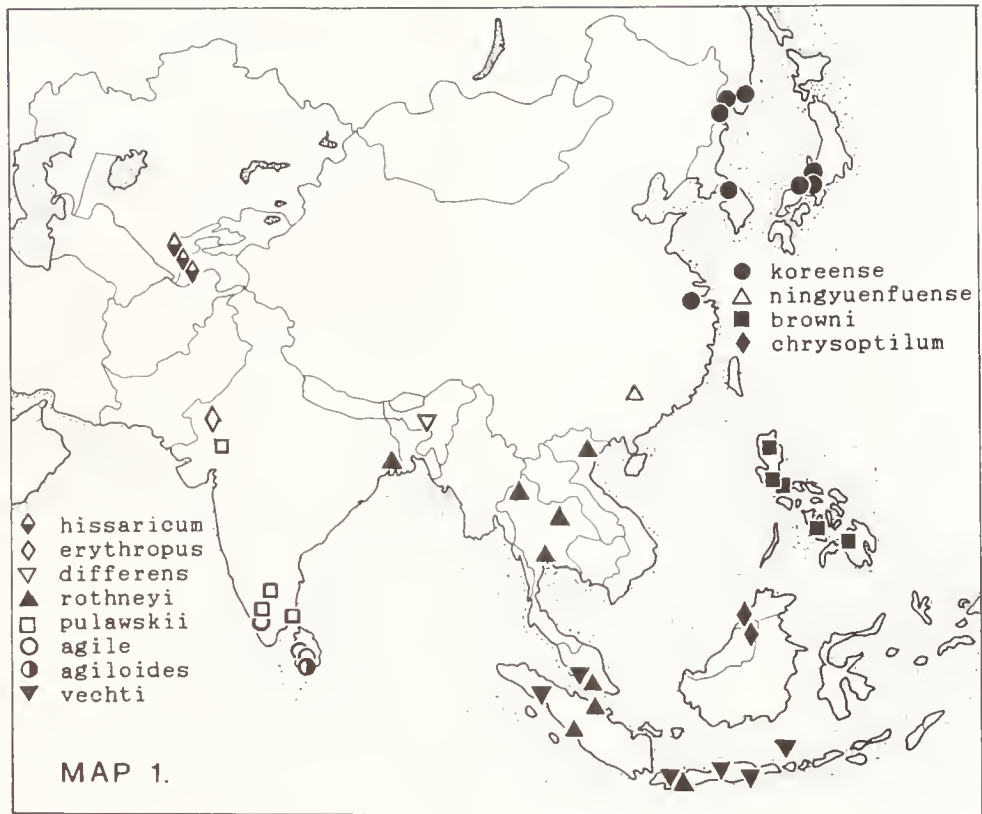 koreense
ningyuenfuense
browni
chrysoptilum
hissaricum
erythropus
differens
rothneyi
pulawskii
agile
agiloides
vechti
MAP 1.